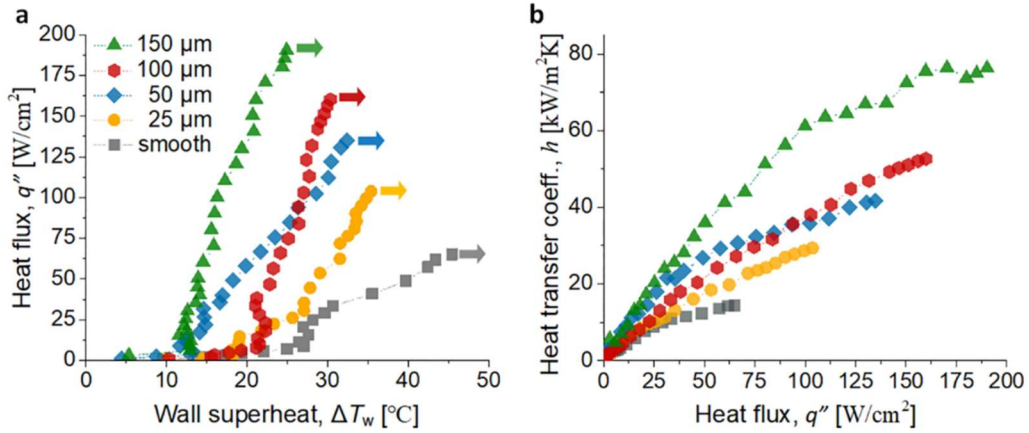 a
200
175
150
125
100
75
50
25
0
Heat flux, q″ [W/cm²]
150 μm
100 μm
50 μm
25 μm
smooth
0 10 20 30 40 50
Wall superheat, ΔTw [°C]
b
80
60
40
20
0
Heat transfer coeff., h [kW/m²K]
0 25 50 75 100 125 150 175 200
Heat flux, q″ [W/cm²]